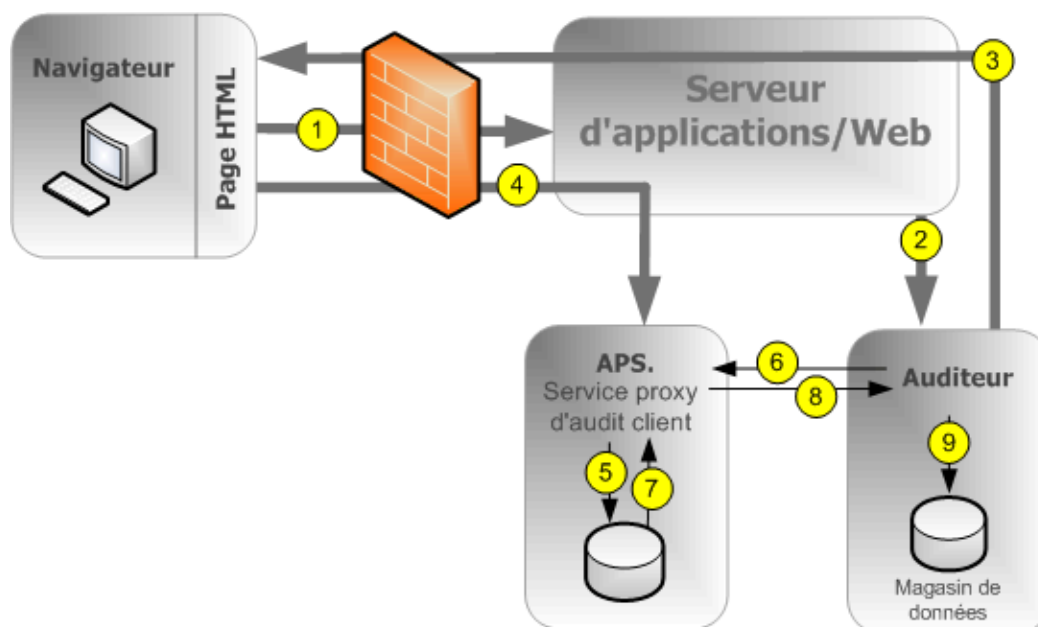 Navigateur
Page HTML
1
Serveur
d'applications/Web
3
4
2
APS.
Service proxy
d'audit client
6
8
Auditeur
5
7
9
Magasin de
données